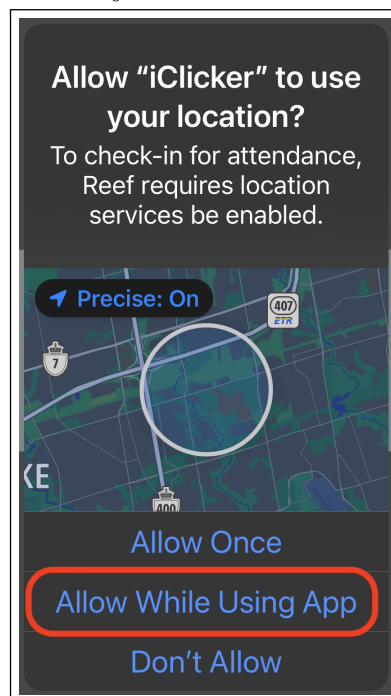 Allow “iClicker” to use
your location?
To check-in for attendance,
Reef requires location
services be enabled.
Precise: On
407
ETR
7
KE
400
Allow Once
Allow While Using App
Don’t Allow